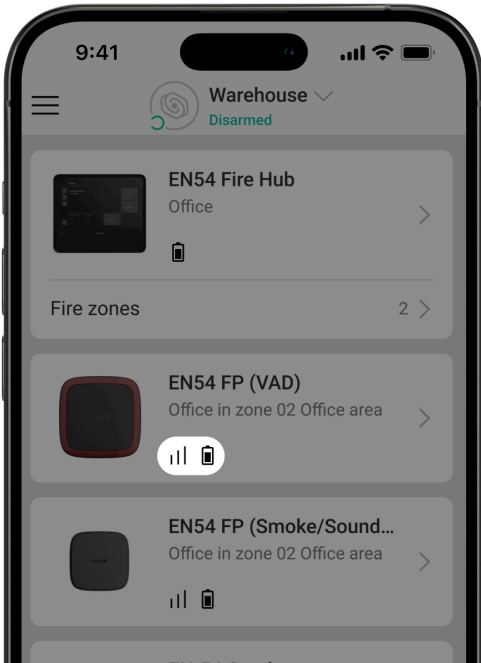 9:41
Warehouse
Disarmed
EN54 Fire Hub
Office
Fire zones
2
EN54 FP (VAD)
Office in zone 02 Office area
EN54 FP (Smoke/Sound...
Office in zone 02 Office area